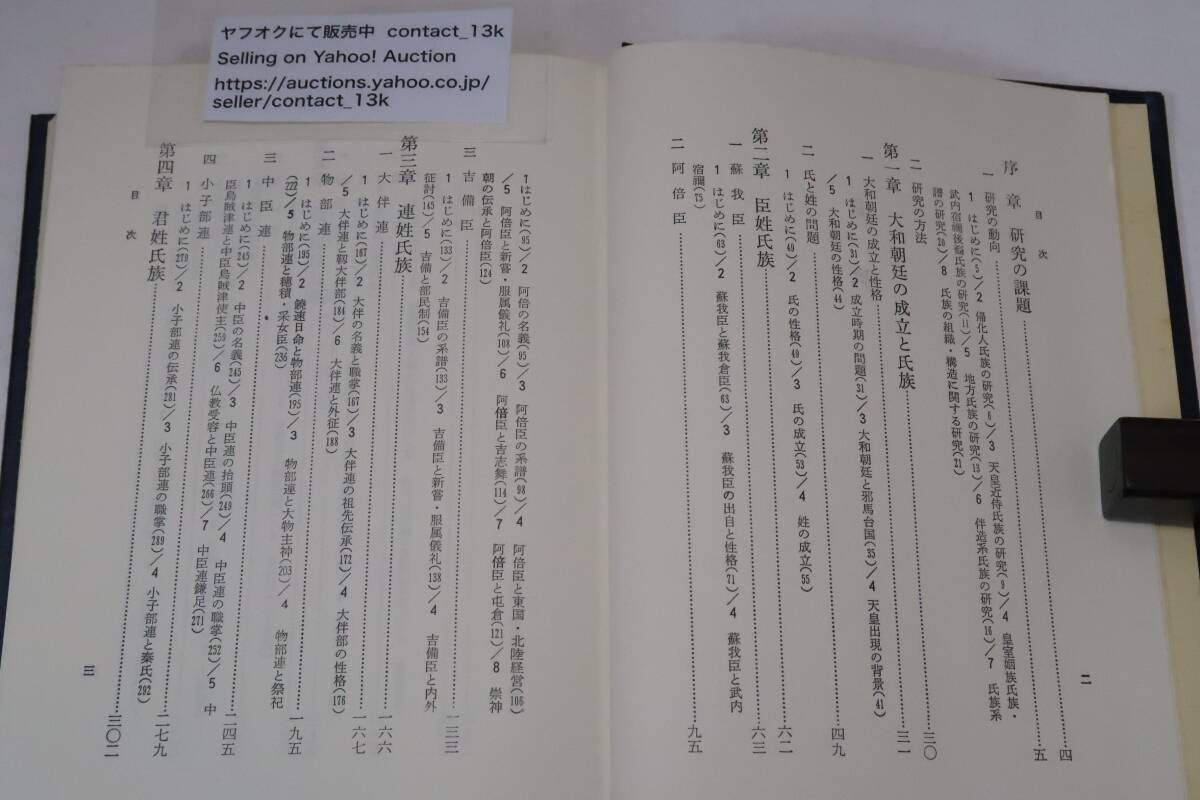 ヤフオクにて販売中 contact_13k
Selling on Yahoo! Auction
https://auctions.yahoo.co.jp/
seller/contact_13k
目次
序章 研究の課題……四
一 研究の動向……五
1 はじめに(5)/2 帰化人氏族の研究(8)/3 天皇近侍氏族の研究(9)/4 皇室姻族氏族・
武内宿禰後裔氏族の研究(11)/5 地方氏族の研究(13)/6 伴造系氏族の研究(16)/7 氏族系
譜の研究(20)/8 氏族の組織・構造に関する研究(21)
二 研究の方法……三〇
第一章 大和朝廷の成立と氏族……三一
一 大和朝廷の成立と性格
1 はじめに(31)/2 成立時期の問題(31)/3 大和朝廷と邪馬台国(35)/4 天皇出現の背景(41)
/5 大和朝廷の性格(44)
二 氏と姓の問題……四九
1 はじめに(49)/2 氏の性格(49)/3 氏の成立(53)/4 姓の成立(55)
第二章 臣姓氏族……六二
一 蘇我臣……六三
1 はじめに(63)/2 蘇我臣と蘇我倉臣(63)/3 蘇我臣の出自と性格(71)/4 蘇我臣と武内
宿禰(75)
二 阿倍臣……九五
二
1 はじめに(95)/2 阿倍の名義(95)/3 阿倍臣の系譜(98)/4 阿倍臣と東国・北陸経営(106)
/5 阿倍臣と新嘗・服属儀礼(108)/6 阿倍臣と吉志舞(114)/7 阿倍臣と屯倉(121)/8 崇神
朝の伝承と阿倍臣(124)
三 吉備臣……一三三
1 はじめに(133)/2 吉備臣の系譜(133)/3 吉備臣と新嘗・服属儀礼(138)/4 吉備臣と内外
征討(145)/5 吉備と部民制(154)
第三章 連姓氏族……一六六
一 大伴連……一六七
1 はじめに(167)/2 大伴の名義と職掌(167)/3 大伴連の祖先伝承(172)/4 大伴部の性格(176)
/5 大伴連と靱大伴部(184)/6 大伴連と外征(188)
二 物部連……一九五
1 はじめに(195)/2 饒速日命と物部連(195)/3 物部連と大物主神(203)/4 物部連と祭祀
(222)/5 物部連と穂積・采女臣(236)
三 中臣連……二四五
1 はじめに(245)/2 中臣の名義(245)/3 中臣連の抬頭(249)/4 中臣連の職掌(252)/5 中
臣烏賊津連と中臣烏賊津使主(259)/6 仏教受容と中臣連(266)/7 中臣連鎌足(271)
四 小子部連……二七九
1 はじめに(279)/2 小子部連の伝承(281)/3 小子部連の職掌(289)/4 小子部連と秦氏(292)
第四章 君姓氏族……三〇二
目次
三